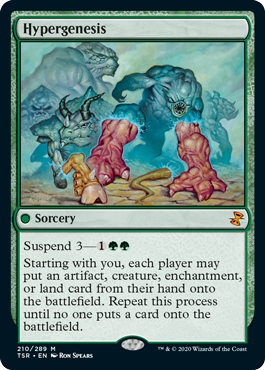 Hypergenesis
Sorcery
Suspend 3—1
Starting with you, each player may
put an artifact, creature, enchantment,
or land card from their hand onto
the battlefield. Repeat this process
until no one puts a card onto the
battlefield.
210/289 M
TSR • EN Ron Spears
™ & © 2020 Wizards of the Coast